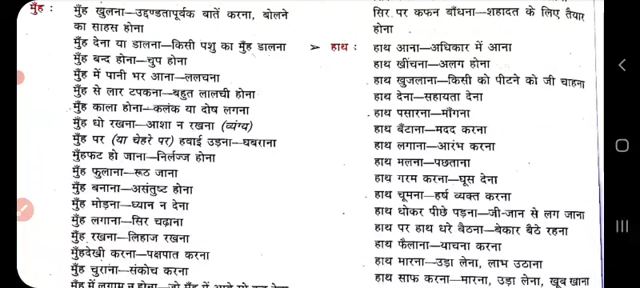 मुँह :
मुँह खुलना—उद्दण्डतापूर्वक बातें करना, बोलने
का साहस होना
मुँह देना या डालना—किसी पशु का मुँह डालना
मुँह बन्द होना—चुप होना
मुँह में पानी भर आना—ललचना
मुँह से लार टपकना—बहुत लालची होना
मुँह काला होना—कलंक या दोष लगना
मुँह धो रखना—आशा न रखना (व्यंग्य)
मुँह पर (या चेहरे पर) हवाई उड़ना—घबराना
मुँहफट हो जाना—निर्लज्ज होना
मुँह फुलाना—रूठ जाना
मुँह बनाना—असंतुष्ट होना
मुँह मोड़ना—ध्यान न देना
मुँह लगाना—सिर चढ़ाना
मुँह रखना—लिहाज रखना
मुँहदेखी करना—पक्षपात करना
मुँह चुराना—संकोच करना
मुँह में लगाम न होना—जो मुँह में आवे सो कह देना
सिर पर कफन बाँधना—शहादत के लिए तैयार
होना
➢ हाथ :
हाथ आना—अधिकार में आना
हाथ खींचना—अलग होना
हाथ खुजलाना—किसी को पीटने को जी चाहना
हाथ देना—सहायता देना
हाथ पसारना—माँगना
हाथ बँटाना—मदद करना
हाथ लगाना—आरंभ करना
हाथ मलना—पछताना
हाथ गरम करना—घूस देना
हाथ चूमना—हर्ष व्यक्त करना
हाथ धोकर पीछे पड़ना—जी-जान से लग जाना
हाथ पर हाथ धरे बैठना—बेकार बैठे रहना
हाथ फैलाना—याचना करना
हाथ मारना—उड़ा लेना, लाभ उठाना
हाथ साफ करना—मारना, उड़ा लेना, खूब खाना